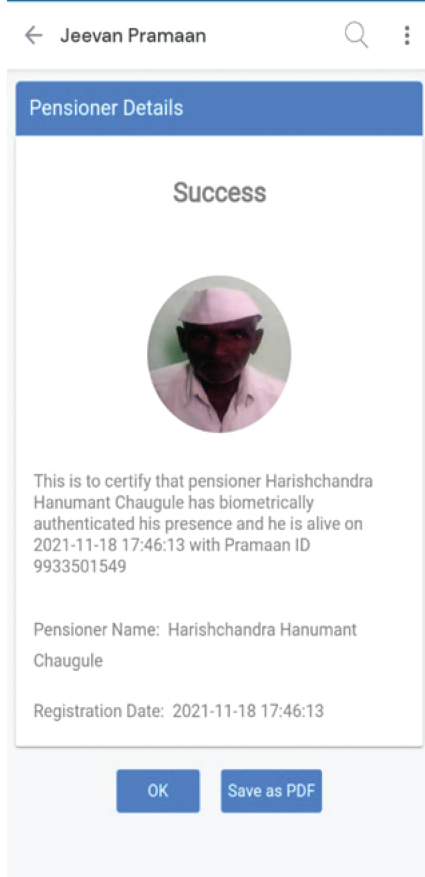 Jeevan Pramaan
Pensioner Details
Success
This is to certify that pensioner Harishchandra
Hanumant Chaugule has biometrically
authenticated his presence and he is alive on
2021-11-18 17:46:13 with Pramaan ID
9933501549
Pensioner Name: Harishchandra Hanumant
Chaugule
Registration Date: 2021-11-18 17:46:13
OK
Save as PDF